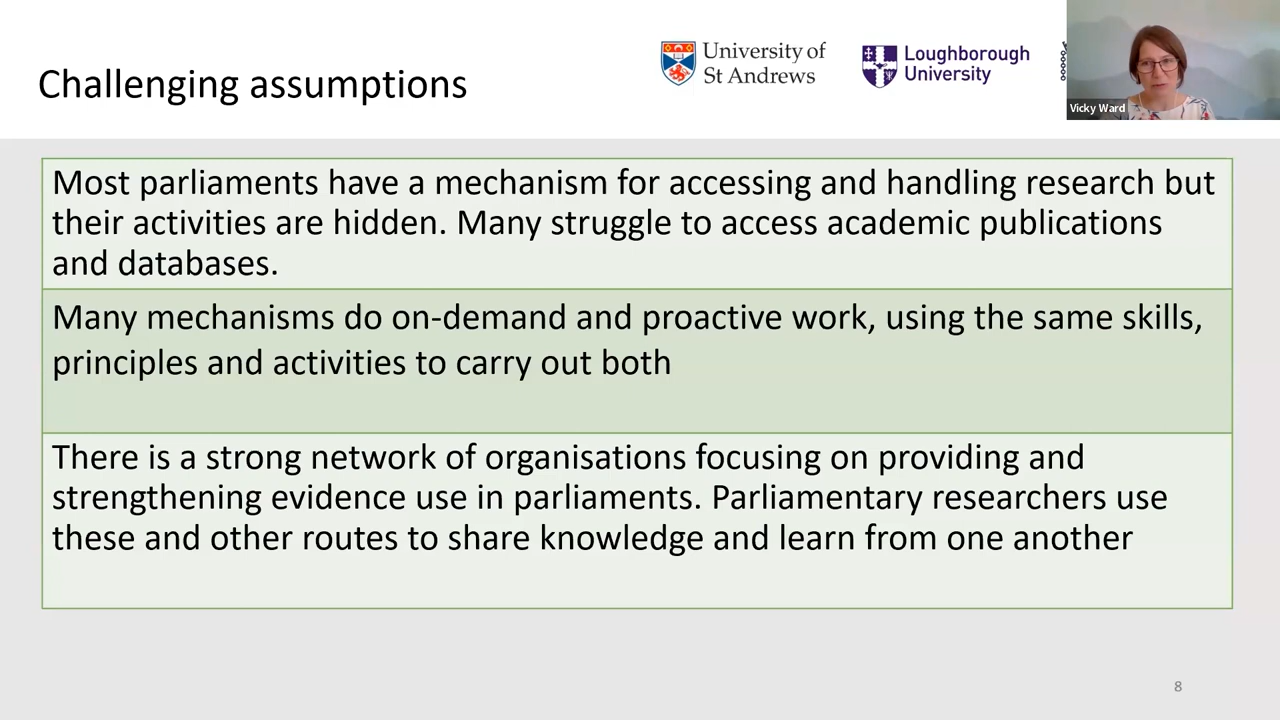 Challenging assumptions
University of
St Andrews
Loughborough
University
Vicky Ward
Most parliaments have a mechanism for accessing and handling research but
their activities are hidden. Many struggle to access academic publications
and databases.
Many mechanisms do on-demand and proactive work, using the same skills,
principles and activities to carry out both
There is a strong network of organisations focusing on providing and
strengthening evidence use in parliaments. Parliamentary researchers use
these and other routes to share knowledge and learn from one another
8